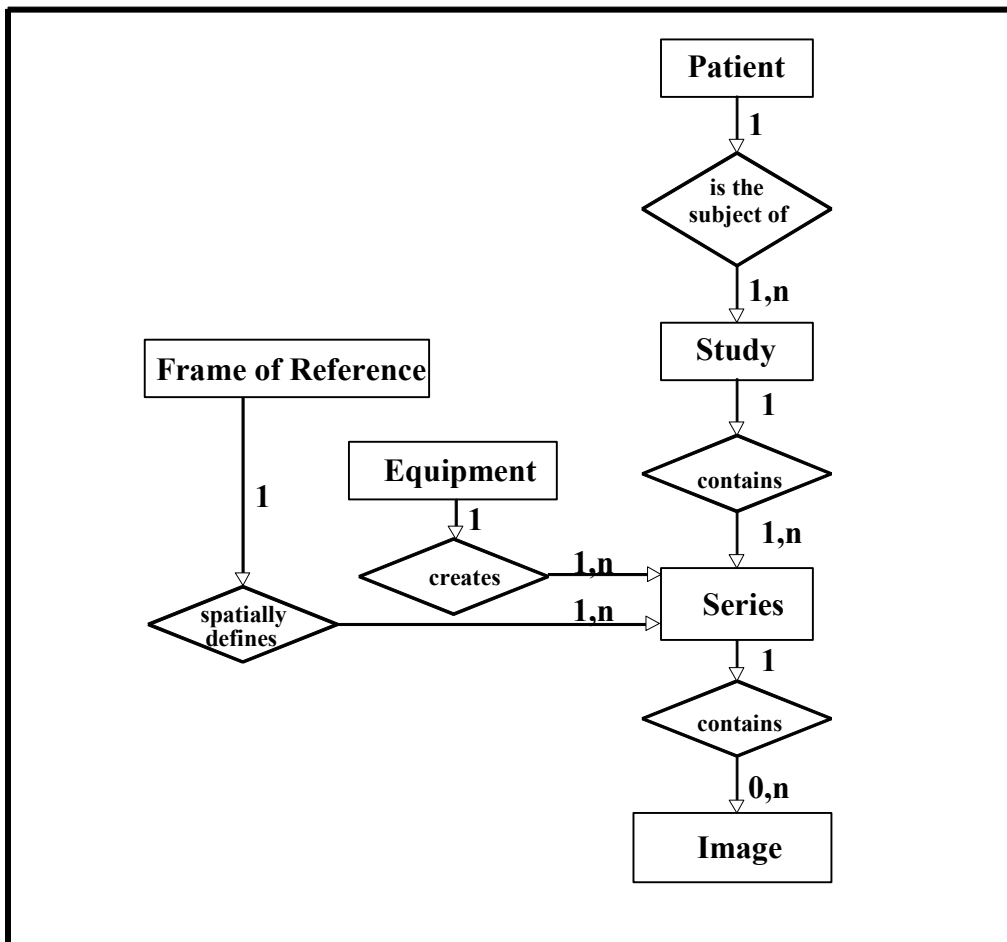 Patient
1
is the
subject of
1,n
Study
1
contains
1,n
Frame of Reference
1
Equipment
1
creates
1,n
spatially
defines
1,n
Series
1
contains
0,n
Image